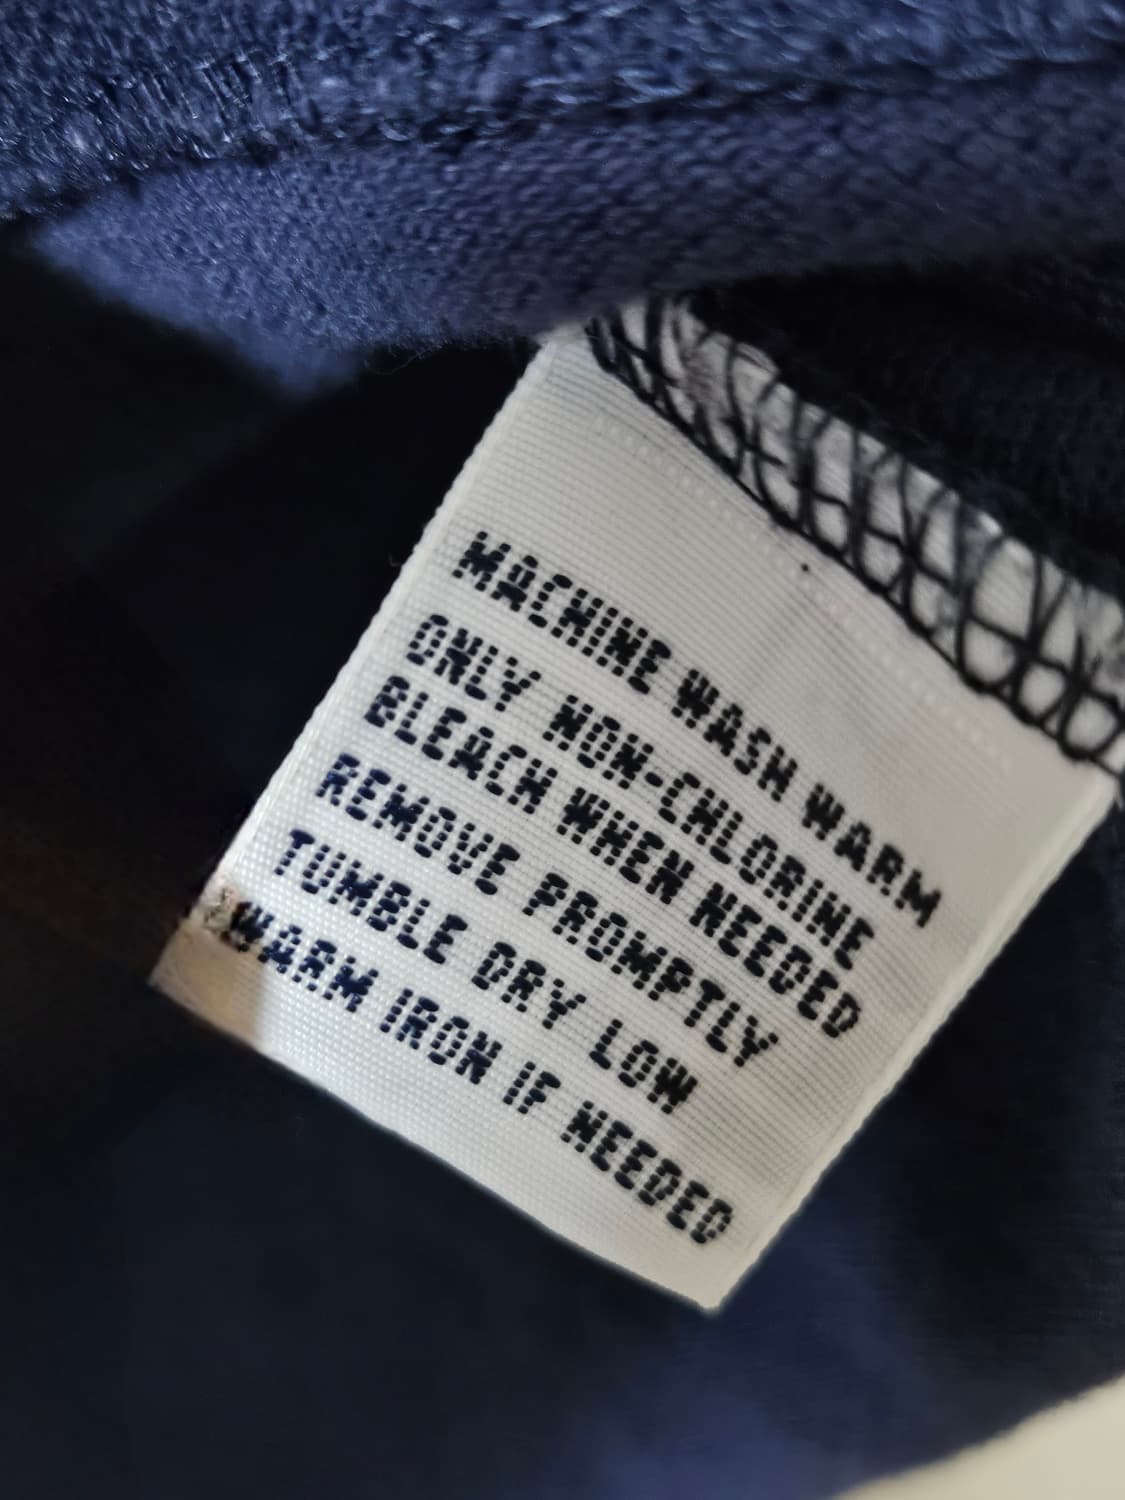 MACHINE WASH WARM
ONLY NON-CHLORINE
BLEACH WHEN NEEDED
REMOVE PROMPTLY
TUMBLE DRY LOW
WARM IRON IF NEEDED